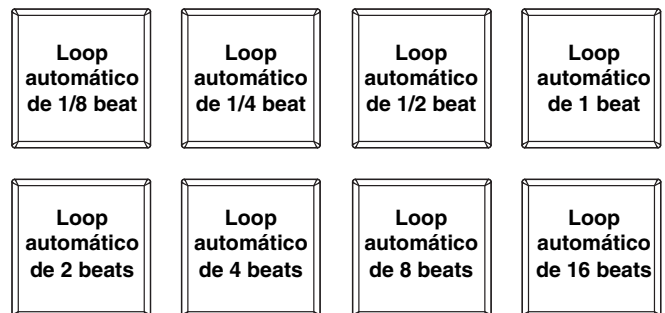 Loop
automático
de 1/8 beat
Loop
automático
de 1/4 beat
Loop
automático
de 1/2 beat
Loop
automático
de 1 beat
Loop
automático
de 2 beats
Loop
automático
de 4 beats
Loop
automático
de 8 beats
Loop
automático
de 16 beats